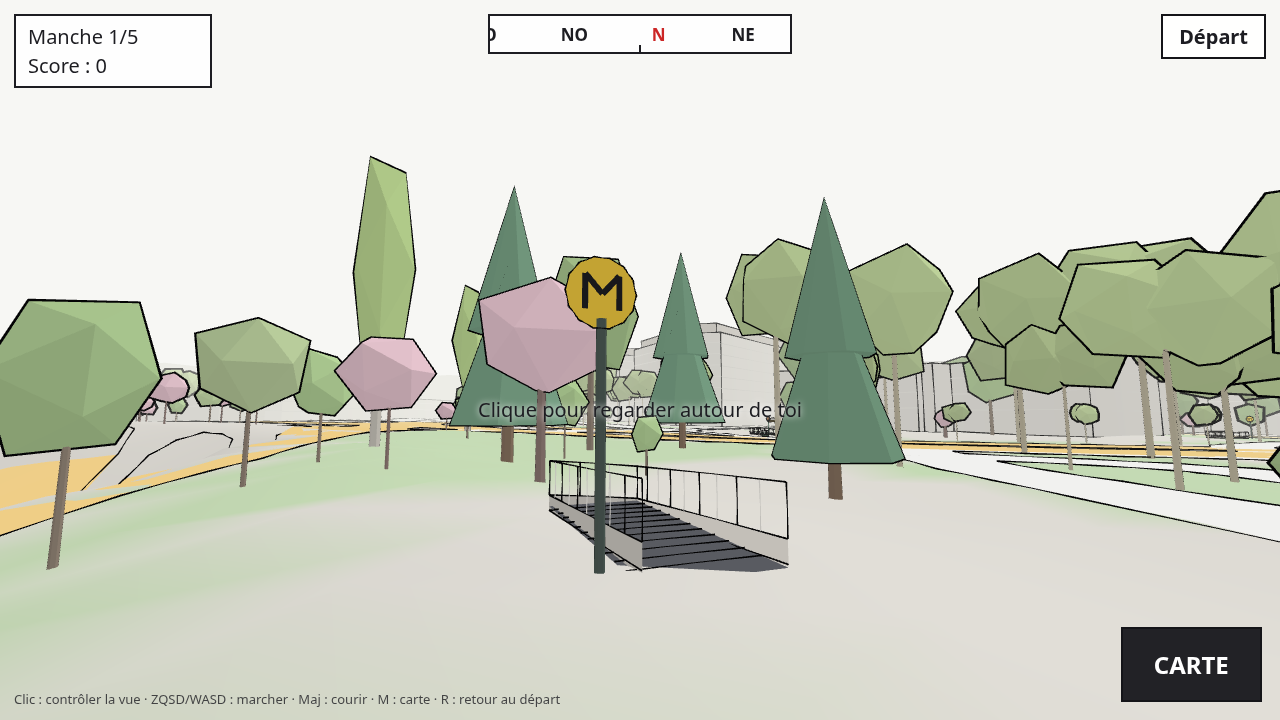 Manche 1/5
Score : 0
NO N NE
Départ
M
Clique pour regarder autour de toi
CARTE
Clic : contrôler la vue · ZQSD/WASD : marcher · Maj : courir · M : carte · R : retour au départ